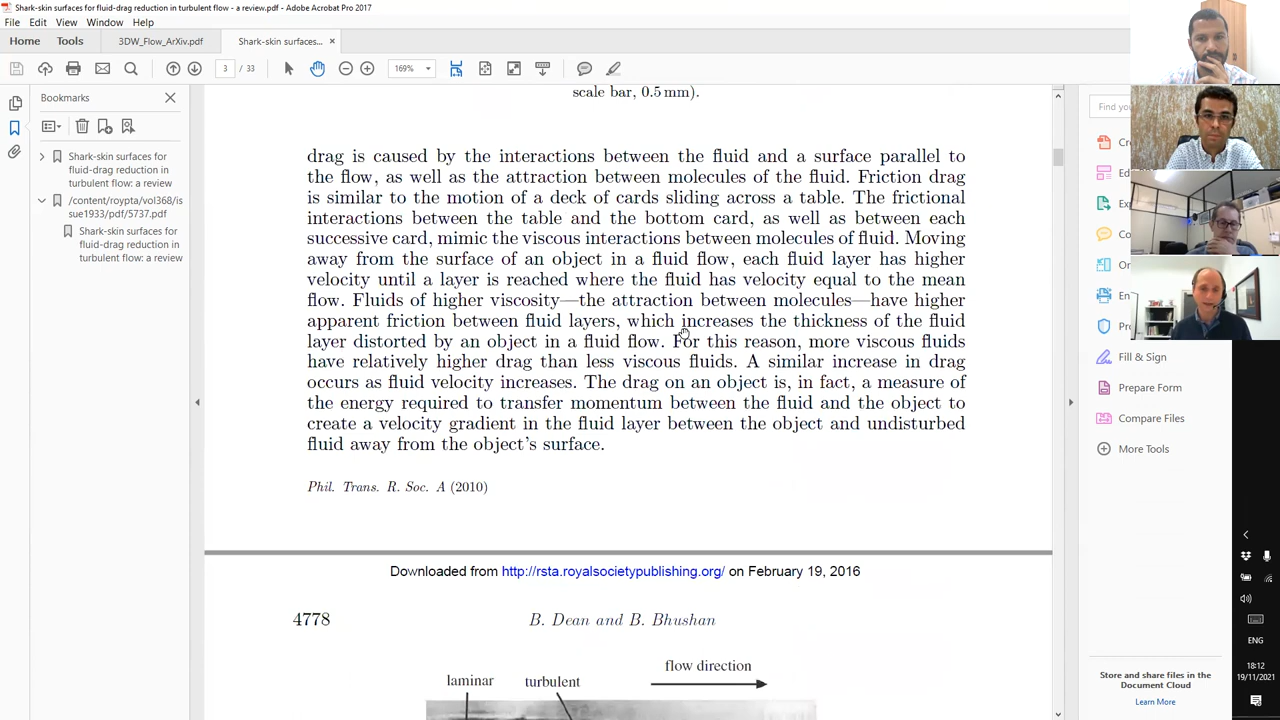 Shark-skin surfaces for fluid-drag reduction in turbulent flow - a review.pdf - Adobe Acrobat Pro 2017
File Edit View Window Help
Home Tools 3DW_Flow_ArXiv.pdf Shark-skin surfaces... ×
3 / 33 169%
Bookmarks
Shark-skin surfaces for
fluid-drag reduction in
turbulent flow: a review
/content/roypta/vol368/is
sue1933/pdf/5737.pdf
Shark-skin surfaces for
fluid-drag reduction in
turbulent flow: a review
scale bar, 0.5 mm).
drag is caused by the interactions between the fluid and a surface parallel to
the flow, as well as the attraction between molecules of the fluid. Friction drag
is similar to the motion of a deck of cards sliding across a table. The frictional
interactions between the table and the bottom card, as well as between each
successive card, mimic the viscous interactions between molecules of fluid. Moving
away from the surface of an object in a fluid flow, each fluid layer has higher
velocity until a layer is reached where the fluid has velocity equal to the mean
flow. Fluids of higher viscosity—the attraction between molecules—have higher
apparent friction between fluid layers, which increases the thickness of the fluid
layer distorted by an object in a fluid flow. For this reason, more viscous fluids
have relatively higher drag than less viscous fluids. A similar increase in drag
occurs as fluid velocity increases. The drag on an object is, in fact, a measure of
the energy required to transfer momentum between the fluid and the object to
create a velocity gradient in the fluid layer between the object and undisturbed
fluid away from the object's surface.
Phil. Trans. R. Soc. A (2010)
Downloaded from http://rsta.royalsocietypublishing.org/ on February 19, 2016
4778 B. Dean and B. Bhushan
flow direction
laminar turbulent
Find yo
Cr
Ed
Exp
Co
Or
En
Pr
Fill & Sign
Prepare Form
Compare Files
More Tools
Store and share files in the
Document Cloud
Learn More
ENG
18:12
19/11/2021